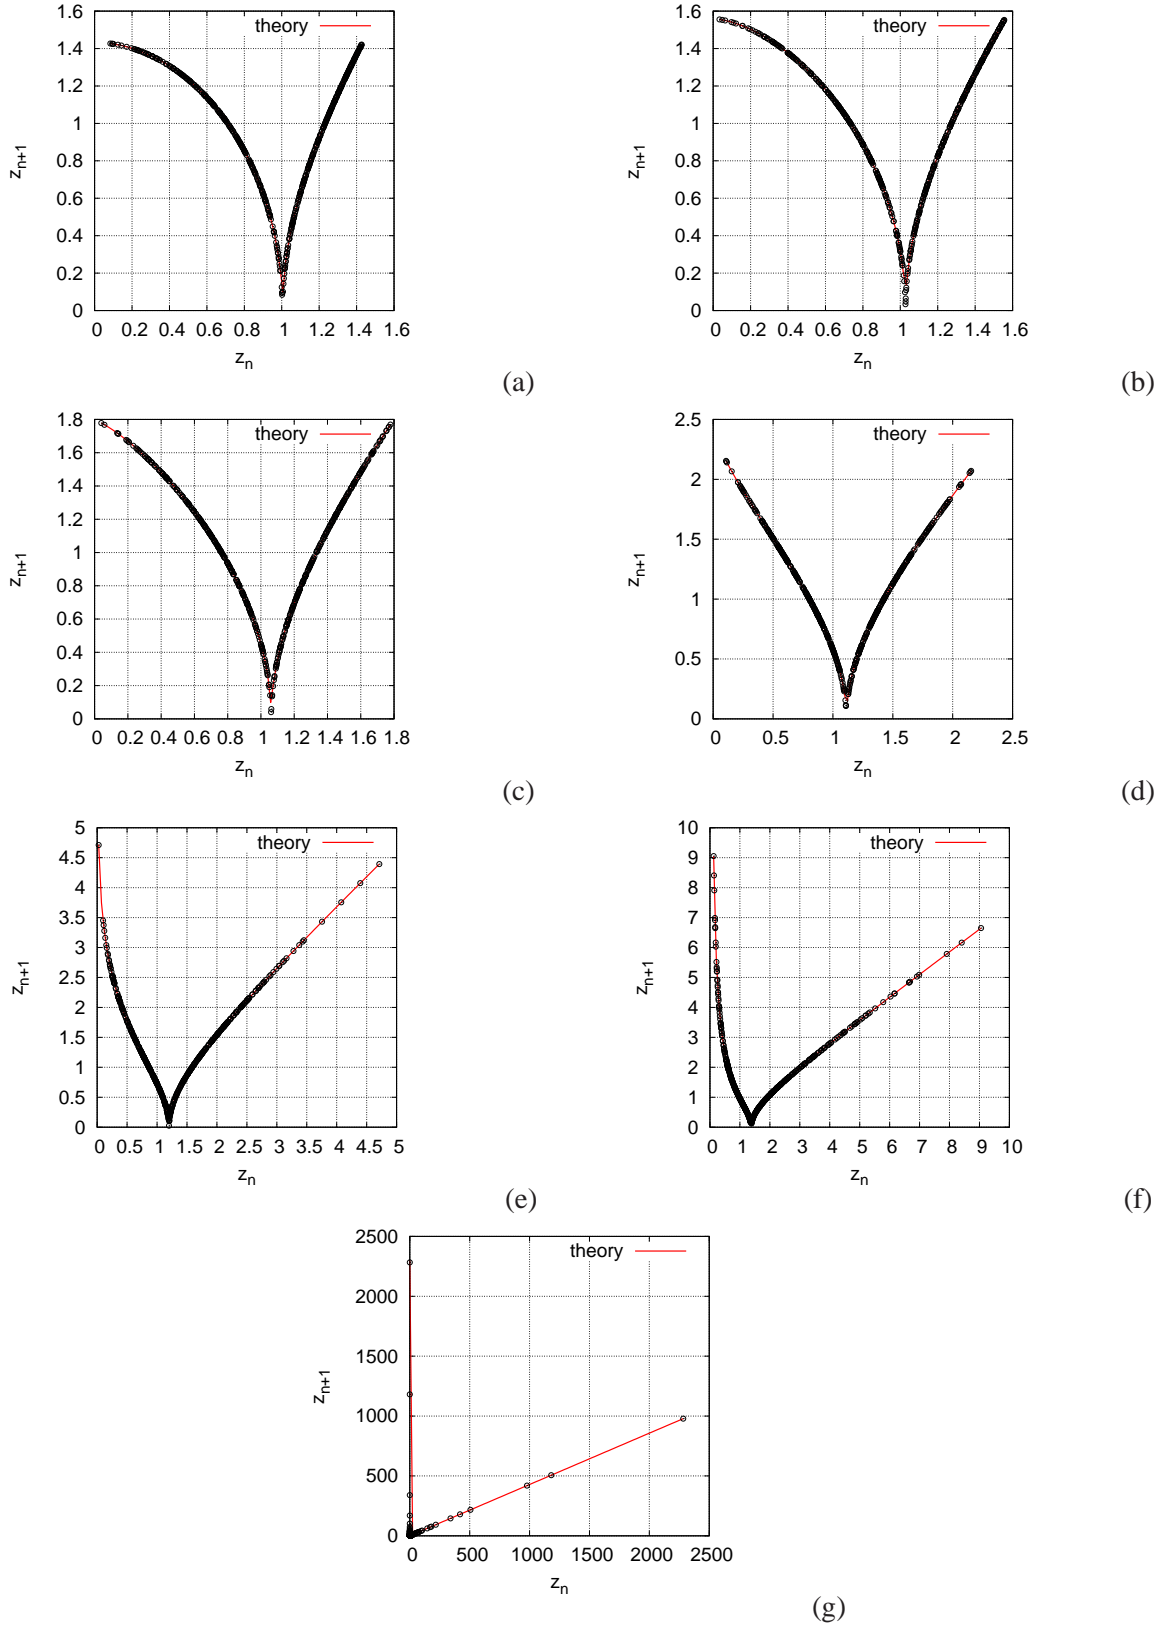 1.6
1.4
1.2
1
0.8
0.6
0.4
0.2
0
z_{n+1}
theory
0 0.2 0.4 0.6 0.8 1 1.2 1.4 1.6
z_n
(a)
1.6
1.4
1.2
1
0.8
0.6
0.4
0.2
0
z_{n+1}
theory
0 0.2 0.4 0.6 0.8 1 1.2 1.4 1.6
z_n
(b)
1.8
1.6
1.4
1.2
1
0.8
0.6
0.4
0.2
0
z_{n+1}
theory
0 0.2 0.4 0.6 0.8 1 1.2 1.4 1.6 1.8
z_n
(c)
2.5
2
1.5
1
0.5
0
z_{n+1}
theory
0 0.5 1 1.5 2 2.5
z_n
(d)
5
4.5
4
3.5
3
2.5
2
1.5
1
0.5
0
z_{n+1}
theory
0 0.5 1 1.5 2 2.5 3 3.5 4 4.5 5
z_n
(e)
10
9
8
7
6
5
4
3
2
1
0
z_{n+1}
theory
0 1 2 3 4 5 6 7 8 9 10
z_n
(f)
2500
2000
1500
1000
500
0
z_{n+1}
theory
0 500 1000 1500 2000 2500
z_n
(g)